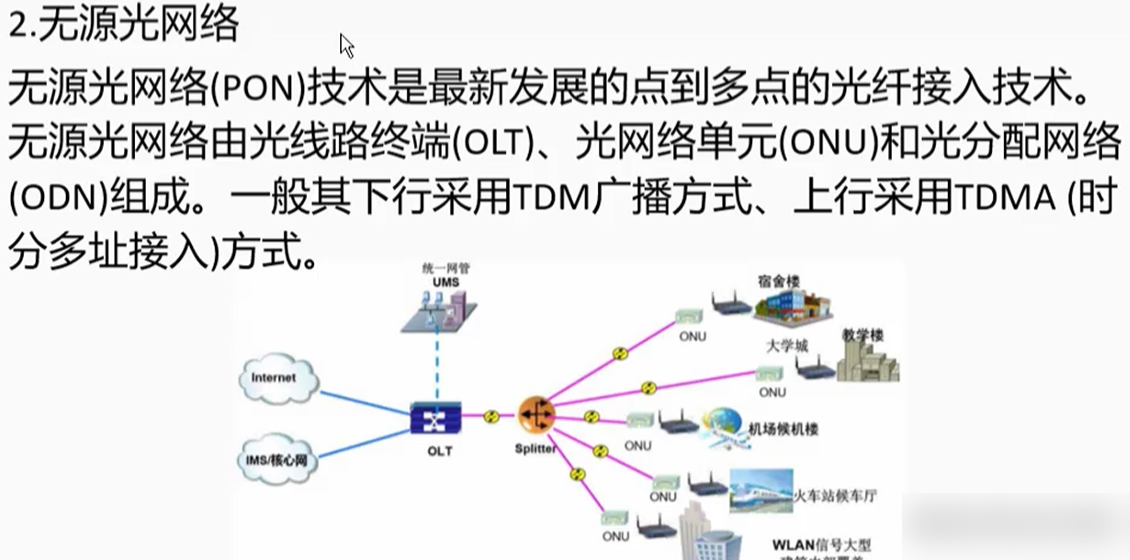 2.无源光网络
无源光网络(PON)技术是最新发展的点到多点的光纤接入技术。
无源光网络由光线路终端(OLT)、光网络单元(ONU)和光分配网络
(ODN)组成。一般其下行采用TDM广播方式、上行采用TDMA (时
分多址接入)方式。
统一网管
UMS
宿舍楼
ONU
大学城
教学楼
Internet
ONU
机场候机楼
OLT
Splitter
ONU
IMS/核心网
ONU
火车站候车厅
ONU
WLAN信号大型